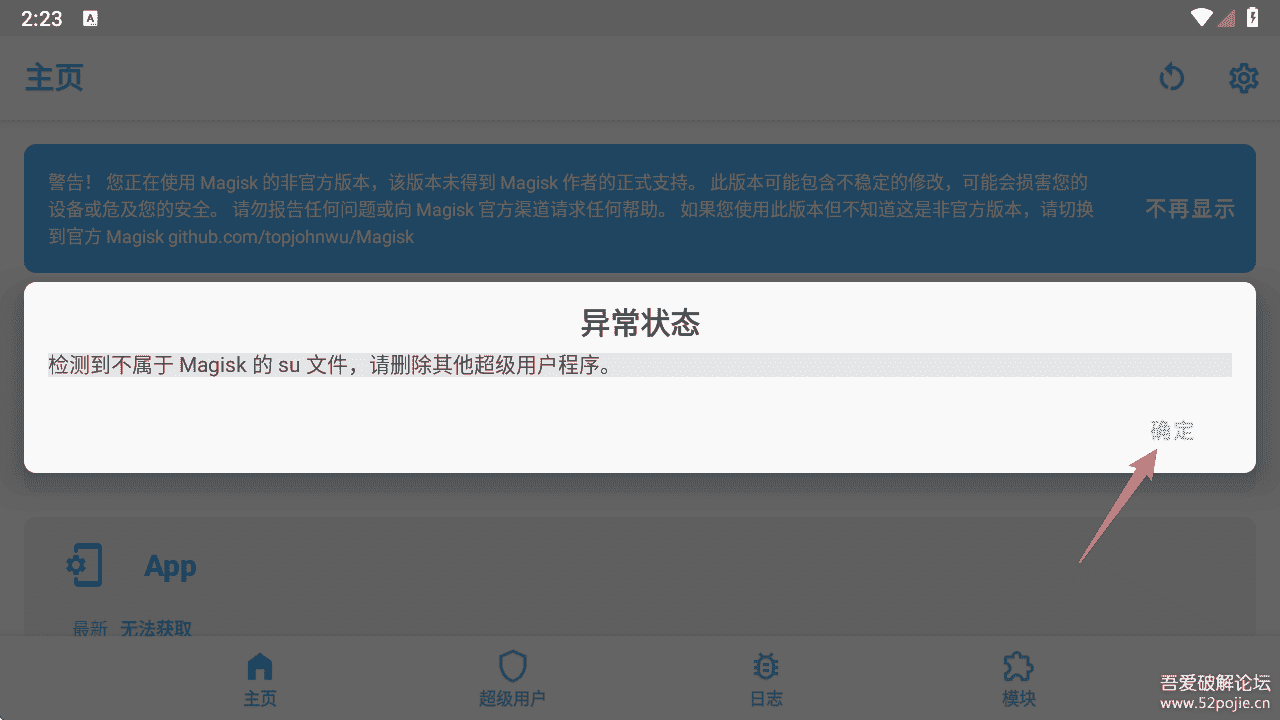 2:23
A
主页
警告！ 您正在使用 Magisk 的非官方版本，该版本未得到 Magisk 作者的正式支持。 此版本可能包含不稳定的修改，可能会损害您的
设备或危及您的安全。 请勿报告任何问题或向 Magisk 官方渠道请求任何帮助。 如果您使用此版本但不知道这是非官方版本，请切换
到官方 Magisk github.com/topjohnwu/Magisk
不再显示
异常状态
检测到不属于 Magisk 的 su 文件，请删除其他超级用户程序。
确定
App
最新 无法获取
主页
超级用户
日志
模块
吾爱破解论坛
www.52pojie.cn